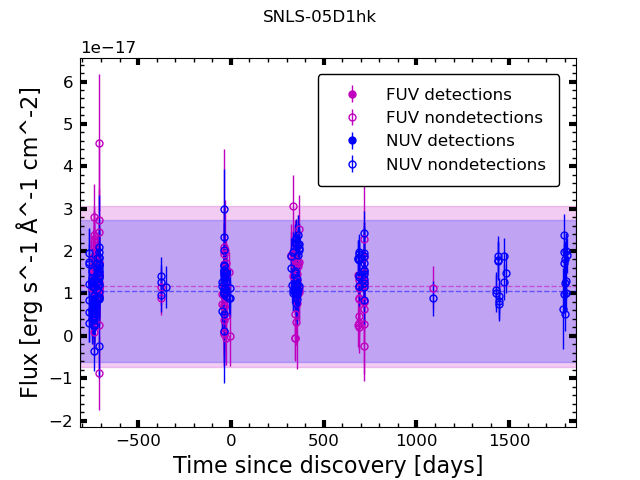 SNLS-05D1hk
1e−17
FUV detections
FUV nondetections
NUV detections
NUV nondetections
6
5
4
3
2
1
0
−1
−2
Flux [erg s^-1 Å^-1 cm^-2]
−500 0 500 1000 1500
Time since discovery [days]